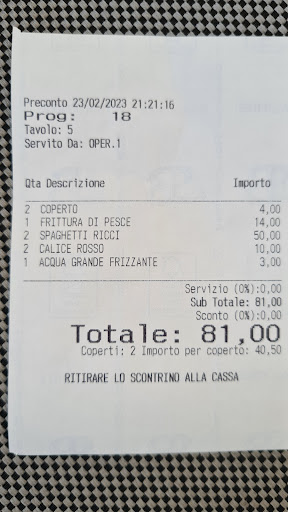 Preconto 23/02/2023 21:21:16
Prog: 18
Tavolo: 5
Servito Da: OPER.1
Qta Descrizione Importo
2 COPERTO 4,00
1 FRITTURA DI PESCE 14,00
2 SPAGHETTI RICCI 50,00
2 CALICE ROSSO 10,00
1 ACQUA GRANDE FRIZZANTE 3,00
Servizio (0%):0,00
Sub Totale: 81,00
Sconto (0%):0,00
Totale: 81,00
Coperti: 2 Importo per coperto: 40,50
RITIRARE LO SCONTRINO ALLA CASSA